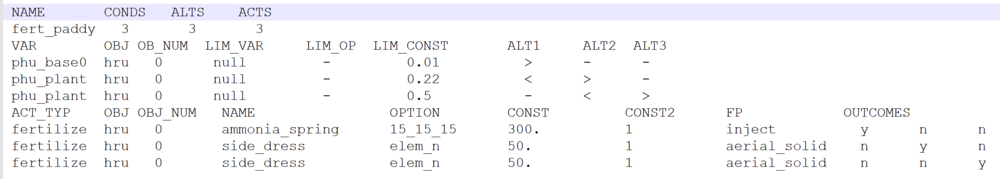 NAME CONDS ALTS ACTS
fert_paddy 3 3 3
VAR OBJ OB_NUM LIM_VAR LIM_OP LIM_CONST ALT1 ALT2 ALT3
phu_base0 hru 0 null - 0.01 > - -
phu_plant hru 0 null - 0.22 < > -
phu_plant hru 0 null - 0.5 - < >
ACT_TYP OBJ OBJ_NUM NAME OPTION CONST CONST2 FP OUTCOMES
fertilize hru 0 ammonia_spring 15_15_15 300. 1 inject y n n
fertilize hru 0 side_dress elem_n 50. 1 aerial_solid n y n
fertilize hru 0 side_dress elem_n 50. 1 aerial_solid n n y